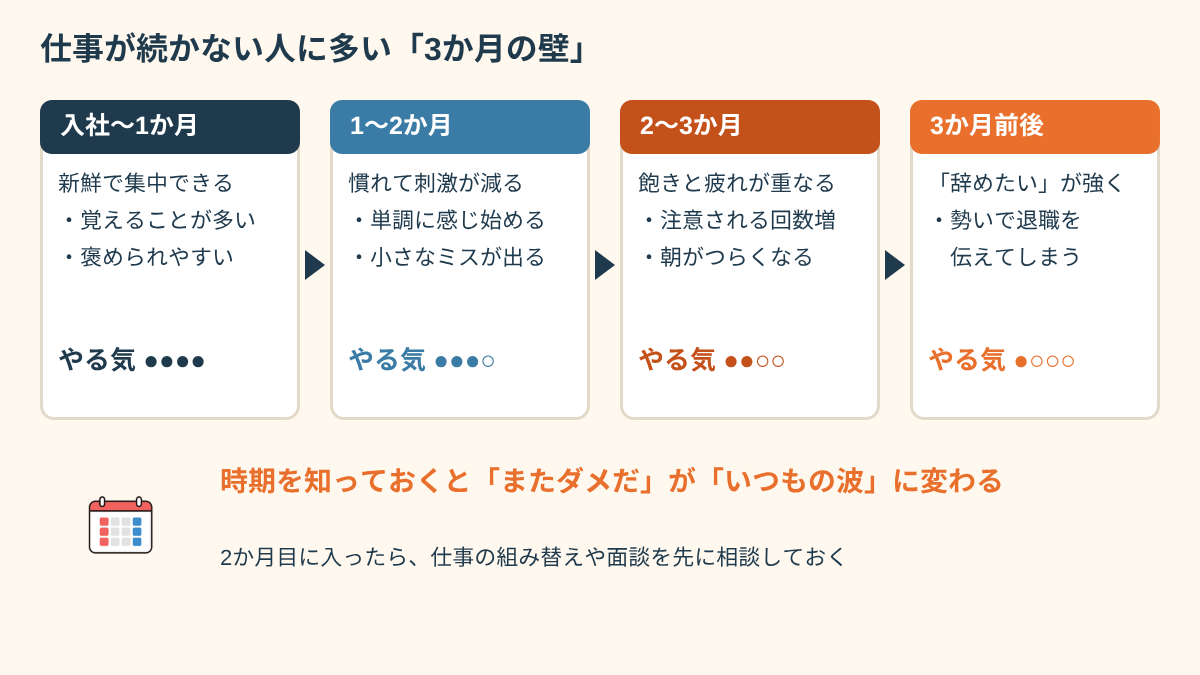 仕事が続かない人に多い「3か月の壁」
入社〜1か月
新鮮で集中できる
・覚えることが多い
・褒められやすい
やる気 ●●●●
1〜2か月
慣れて刺激が減る
・単調に感じ始める
・小さなミスが出る
やる気 ●●●○
2〜3か月
飽きと疲れが重なる
・注意される回数増
・朝がつらくなる
やる気 ●●○○
3か月前後
「辞めたい」が強く
・勢いで退職を
伝えてしまう
やる気 ●○○○
時期を知っておくと「またダメだ」が「いつもの波」に変わる
2か月目に入ったら、仕事の組み替えや面談を先に相談しておく